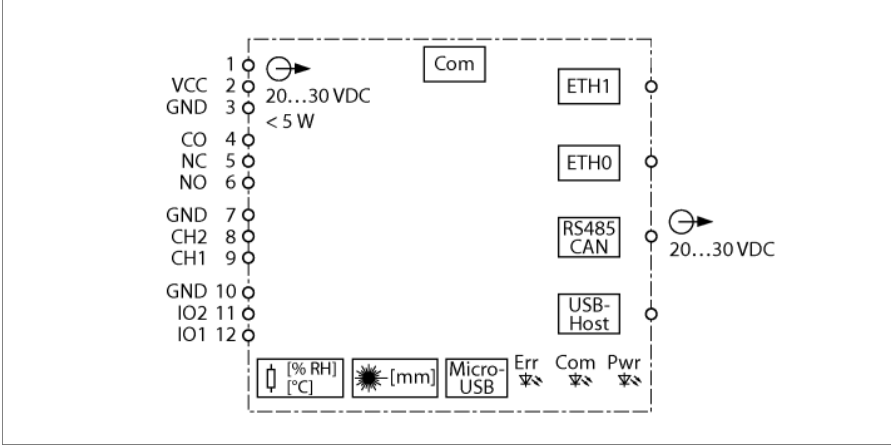 1
VCC 2
GND 3
20...30 VDC
< 5 W
CO 4
NC 5
NO 6
GND 7
CH2 8
CH1 9
GND 10
IO2 11
IO1 12
Com
ETH1
ETH0
RS485
CAN
20...30 VDC
USB-
Host
[% RH]
[°C]
[mm]
Micro-
USB
Err
Com
Pwr